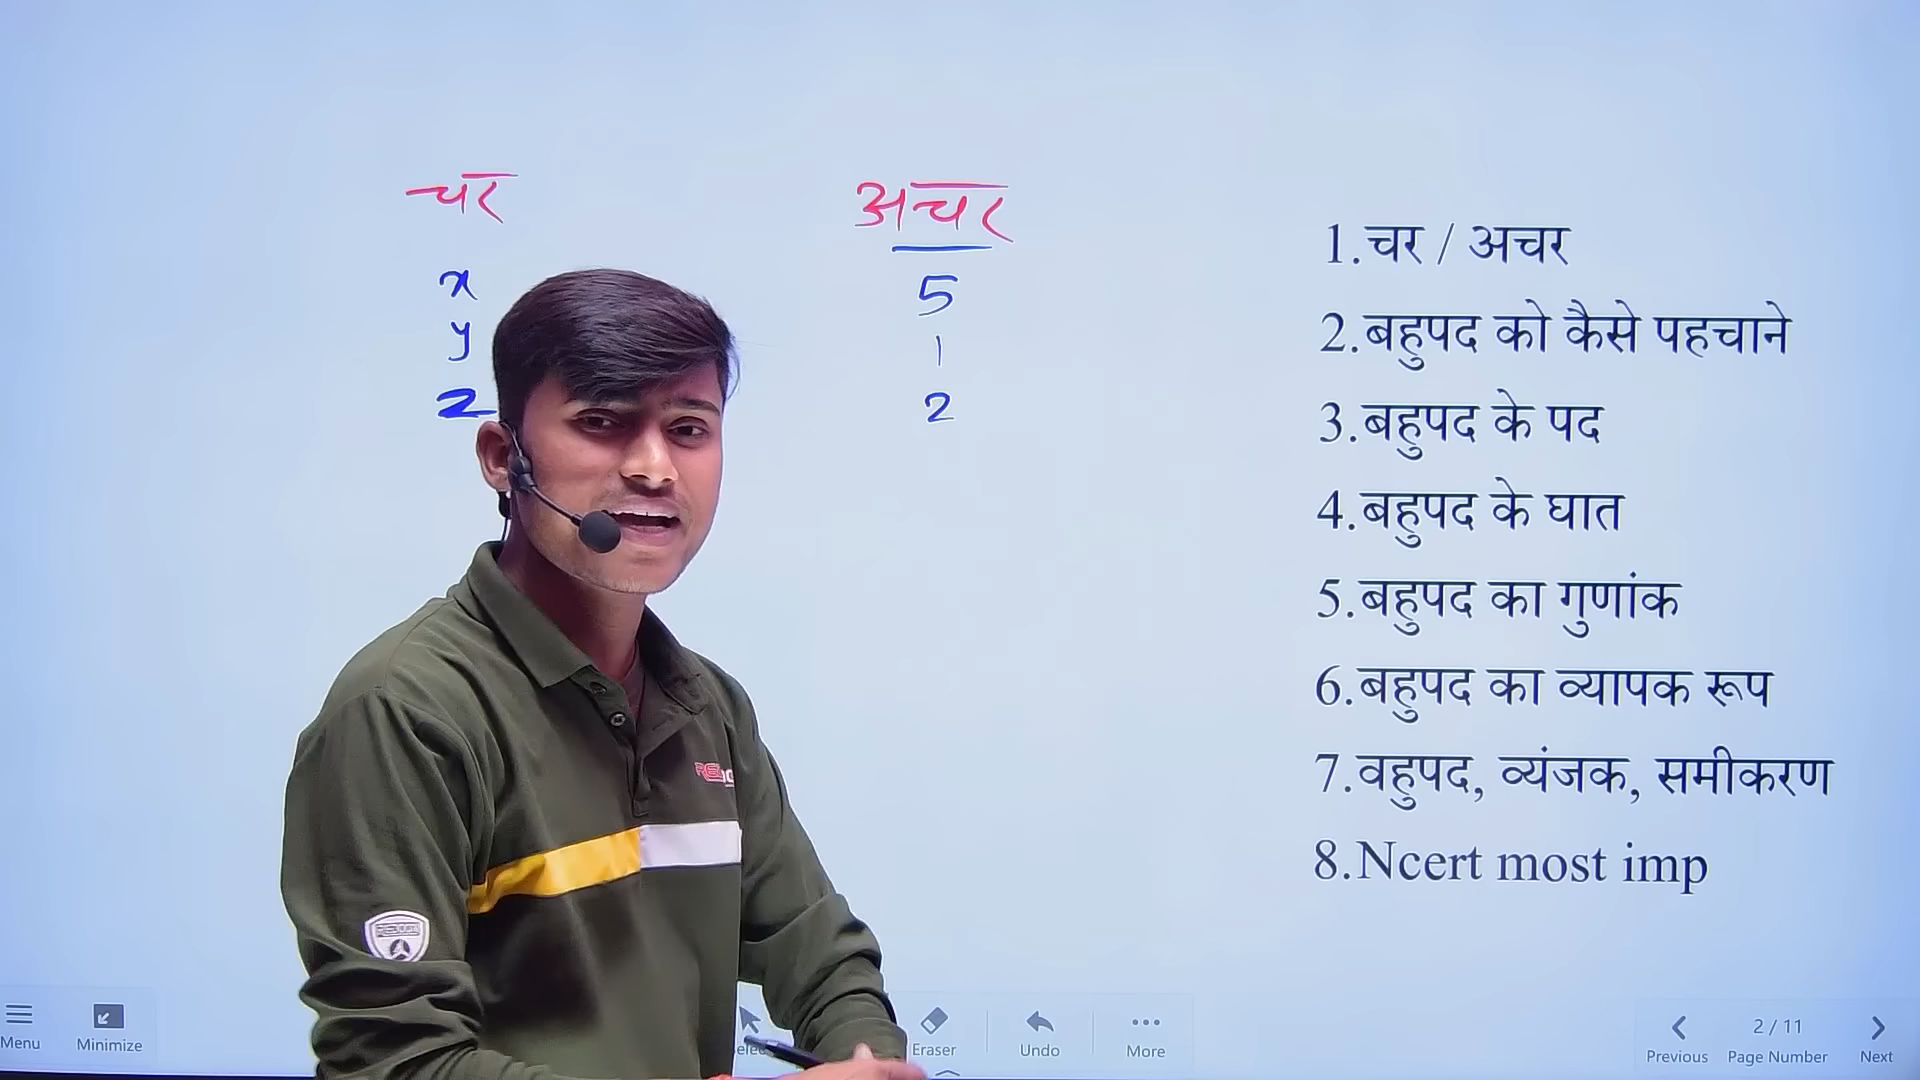 चर
अचर
x
5
y
1
z
2
1.चर / अचर
2.बहुपद को कैसे पहचाने
3.बहुपद के पद
4.बहुपद के घात
5.बहुपद का गुणांक
6.बहुपद का व्यापक रूप
7.वहुपद, व्यंजक, समीकरण
8.Ncert most imp
Menu
Minimize
Eraser
Undo
More
Previous
2 / 11
Page Number
Next